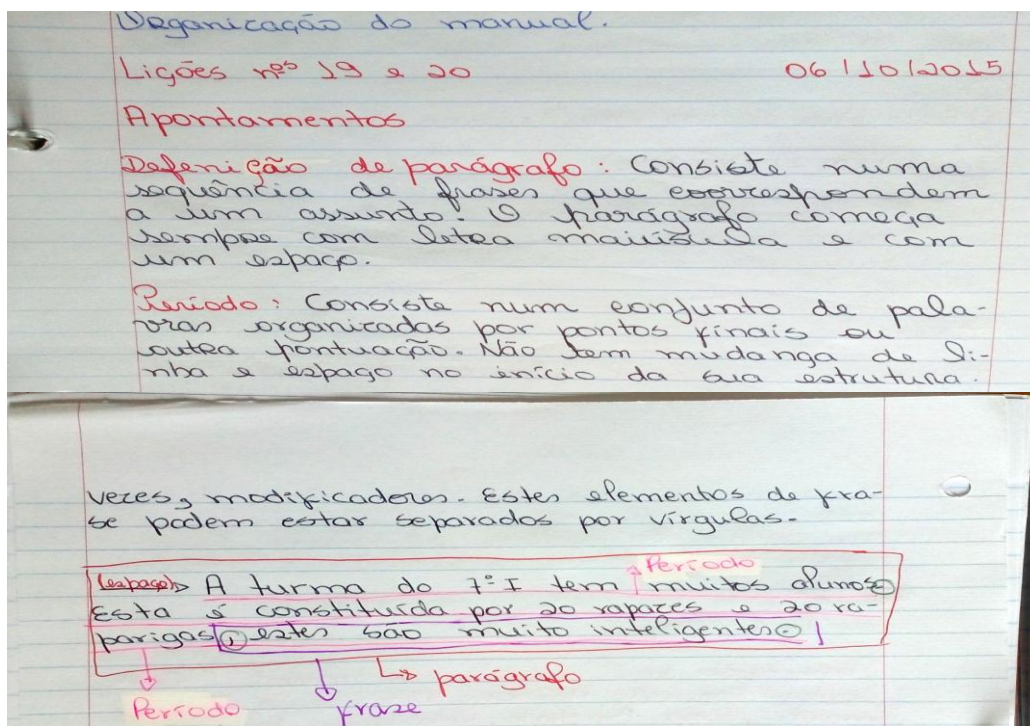 Organização do manual.
Lições nºs 19 e 20 06/10/2015
Apontamentos
Defenição de parágrafo: Consiste numa
sequência de frases que correspondem
a um assunto. O parágrafo começa
sempre com letra maiúscula e com
um espaço.
Período: Consiste num conjunto de pala-
vras organizadas por pontos finais ou
outra pontuação. Não tem mudança de li-
nha e espaço no início da sua estrutura.
vezes, modificadores. Estes elementos de fra-
se podem estar separados por vírgulas.
Período
(espaço) A turma do 7º I tem muitos alunos.
Esta é constituída por 20 rapazes e 20 ra-
parigas, estes são muito inteligentes.
parágrafo
Período fraze